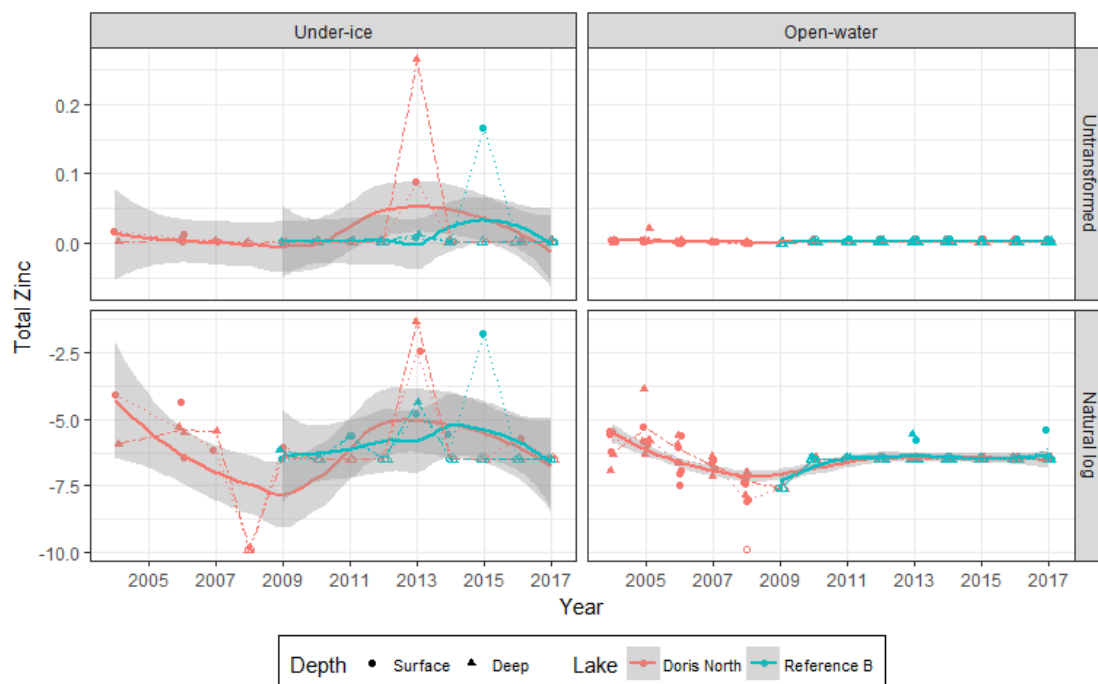 Under-ice Open-water
Total Zinc
Untransformed
0.2
0.1
0.0
Natural log
-2.5
-5.0
-7.5
-10.0
2005 2007 2009 2011 2013 2015 2017 2005 2007 2009 2011 2013 2015 2017
Year
Depth Surface Deep Lake Doris North Reference B